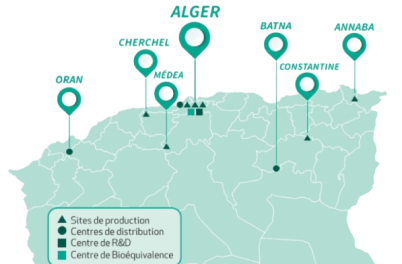 ALGER
BATNA
ANNABA
CHERCHEL
CONSTANTINE
MÉDEA
ORAN
Sites de production
Centres de distribution
Centre de R&D
Centre de Bioéquivalence